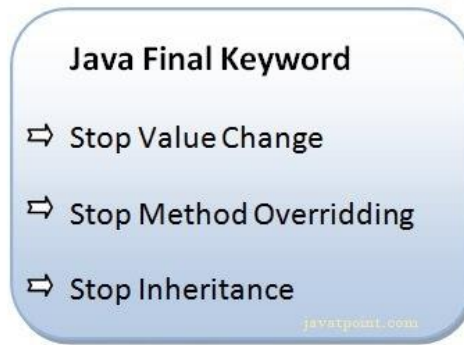 Java Final Keyword
Stop Value Change
Stop Method Overridding
Stop Inheritance
javatpoint.com